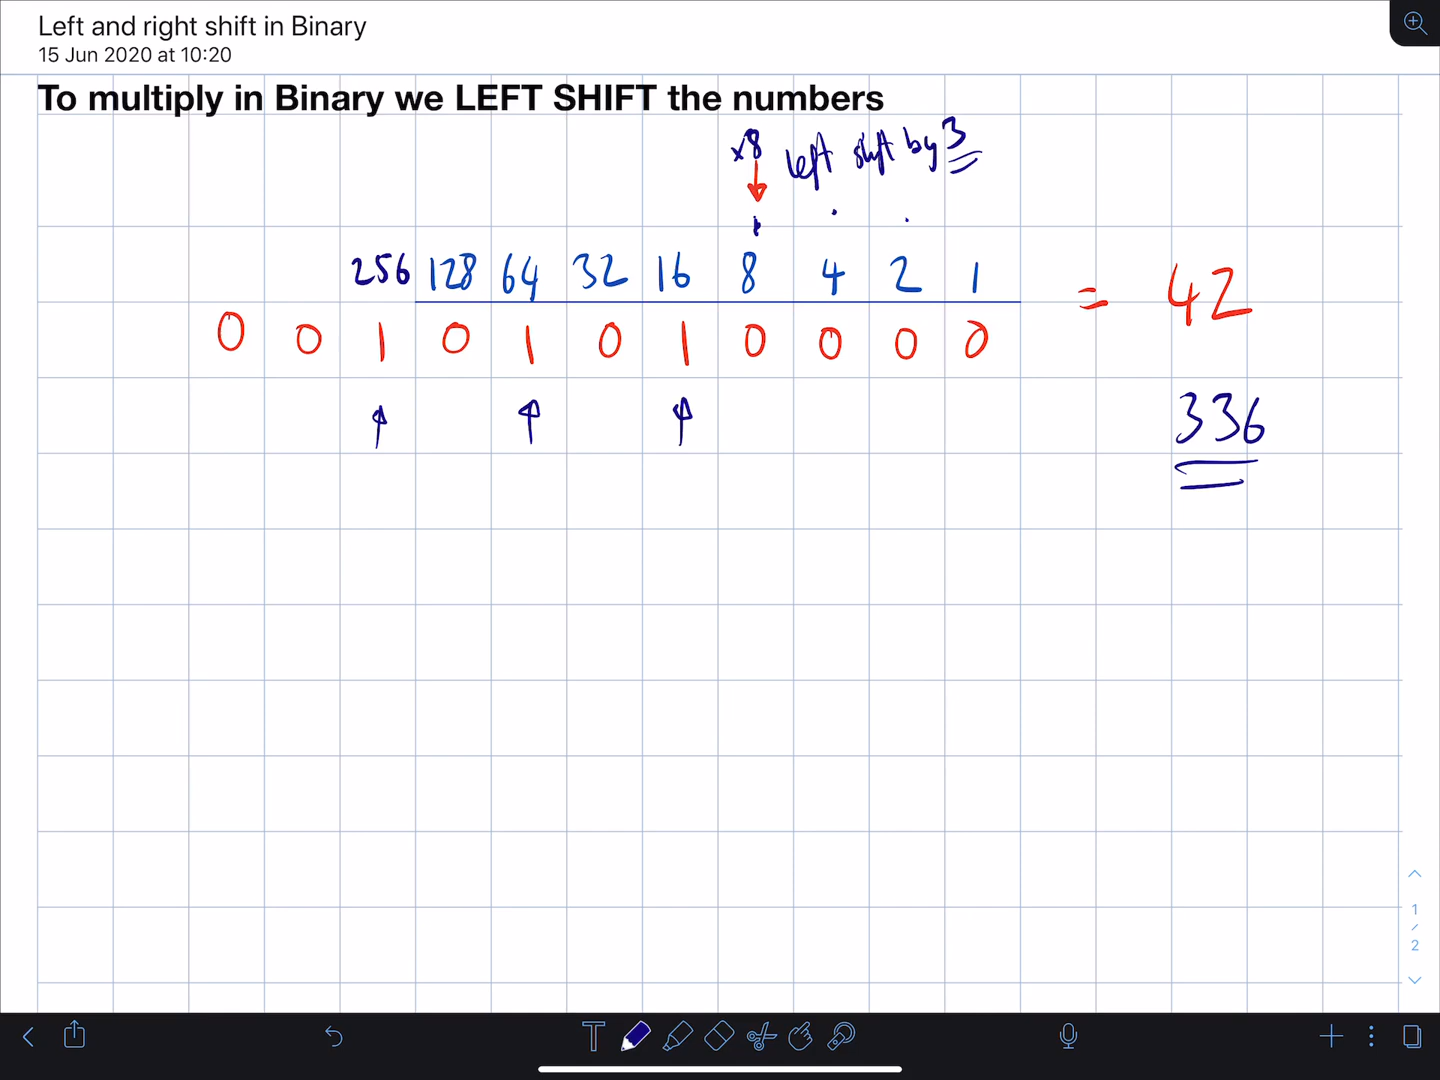 Left and right shift in Binary
15 Jun 2020 at 10:20
To multiply in Binary we LEFT SHIFT the numbers
x8 left shift by 3
256 128 64 32 16 8 4 2 1
= 42
0 0 1 0 1 0 1 0 0 0 0
336
1
/
2
T